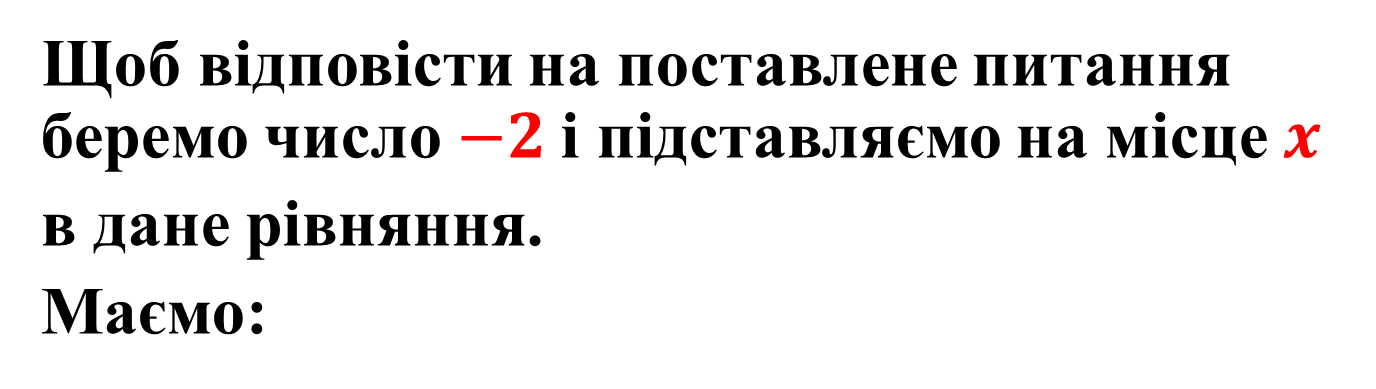 Щоб відповісти на поставлене питання
беремо число −2 і підставляємо на місце x
в дане рівняння.
Маємо: